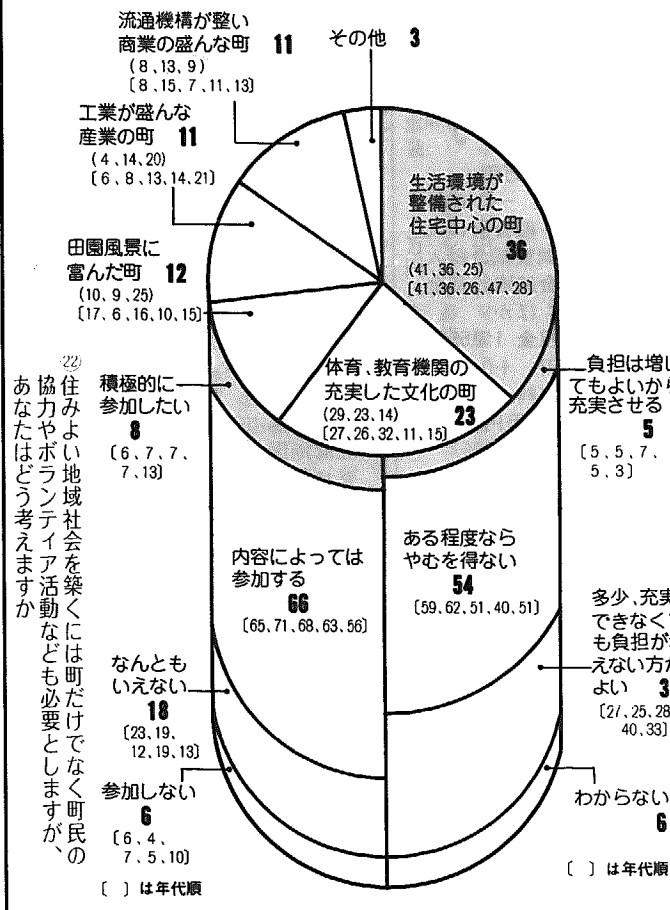 流通機構が整い
商業の盛んな町 11
(8、13、9)
〔8、15、7、11、13〕
その他 3
工業が盛んな
産業の町 11
(4、14、20)
〔6、8、13、14、21〕
田園風景に
富んだ町 12
(10、9、25)
〔17、6、16、10、15〕
生活環境が
整備された
住宅中心の町
36
(41、36、25)
〔41、36、26、47、28〕
体育、教育機関の
充実した文化の町
(29、23、14) 23
〔27、26、32、11、15〕
㉒住みよい地域社会を築くには町だけでなく町民の
協力やボランティア活動なども必要としますが、
あなたはどう考えますか
積極的に
参加したい
8
〔6、7、7、
7、13〕
内容によっては
参加する
66
〔65、71、68、63、56〕
なんとも
いえない
18
〔23、19、
12、19、13〕
参加しない
6
〔6、4、
7、5、10〕
〔 〕は年代順
負担は増し
てもよいから
充実させる
5
〔5、5、7、
5、3〕
ある程度なら
やむを得ない
54
〔59、62、51、40、51〕
多少、充実
できなくて
も負担が
えない方が
よい 3
〔27、25、28
40、33〕
わからない
6
〔 〕は年代順